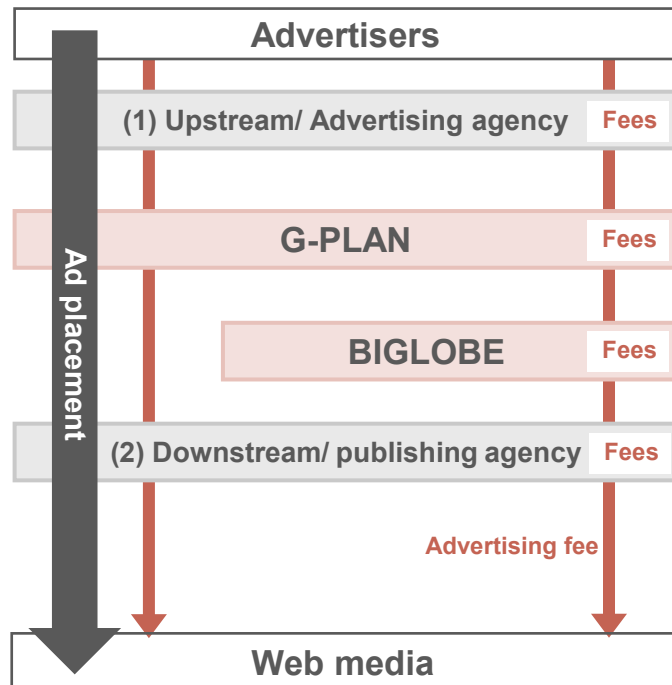 Advertisers
(1) Upstream/ Advertising agency Fees
G-PLAN Fees
Ad placement
BIGLOBE Fees
(2) Downstream/ publishing agency Fees
Advertising fee
Web media